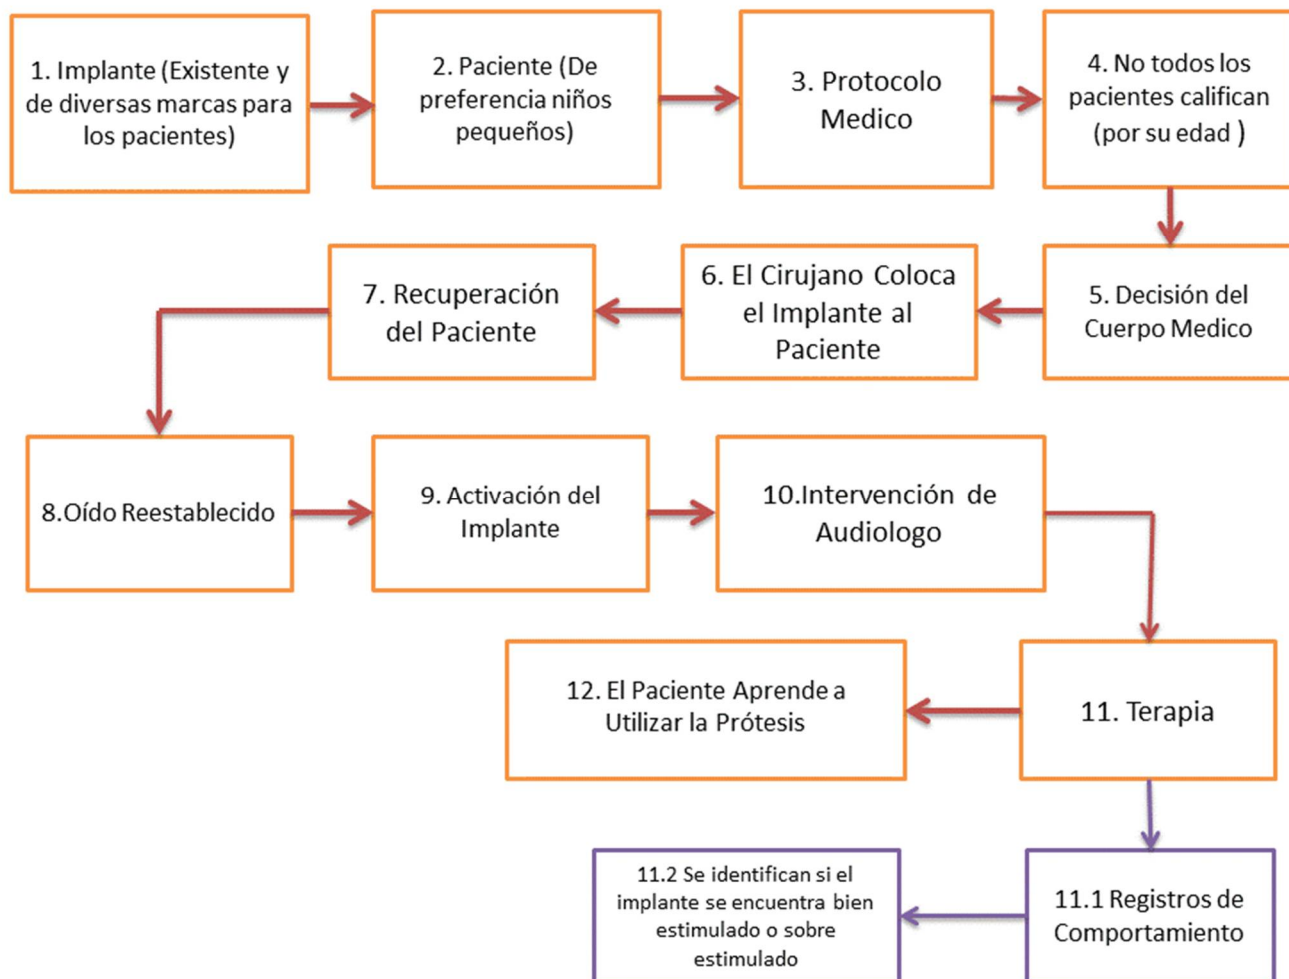 1. Implante (Existente y
de diversas marcas para
los pacientes)
2. Paciente (De
preferencia niños
pequeños)
3. Protocolo
Medico
4. No todos los
pacientes califican
(por su edad )
5. Decisión del
Cuerpo Medico
6. El Cirujano Coloca
el Implante al
Paciente
7. Recuperación
del Paciente
8.Oído Reestablecido
9. Activación del
Implante
10.Intervención de
Audiologo
11. Terapia
12. El Paciente Aprende a
Utilizar la Prótesis
11.1 Registros de
Comportamiento
11.2 Se identifican si el
implante se encuentra bien
estimulado o sobre
estimulado